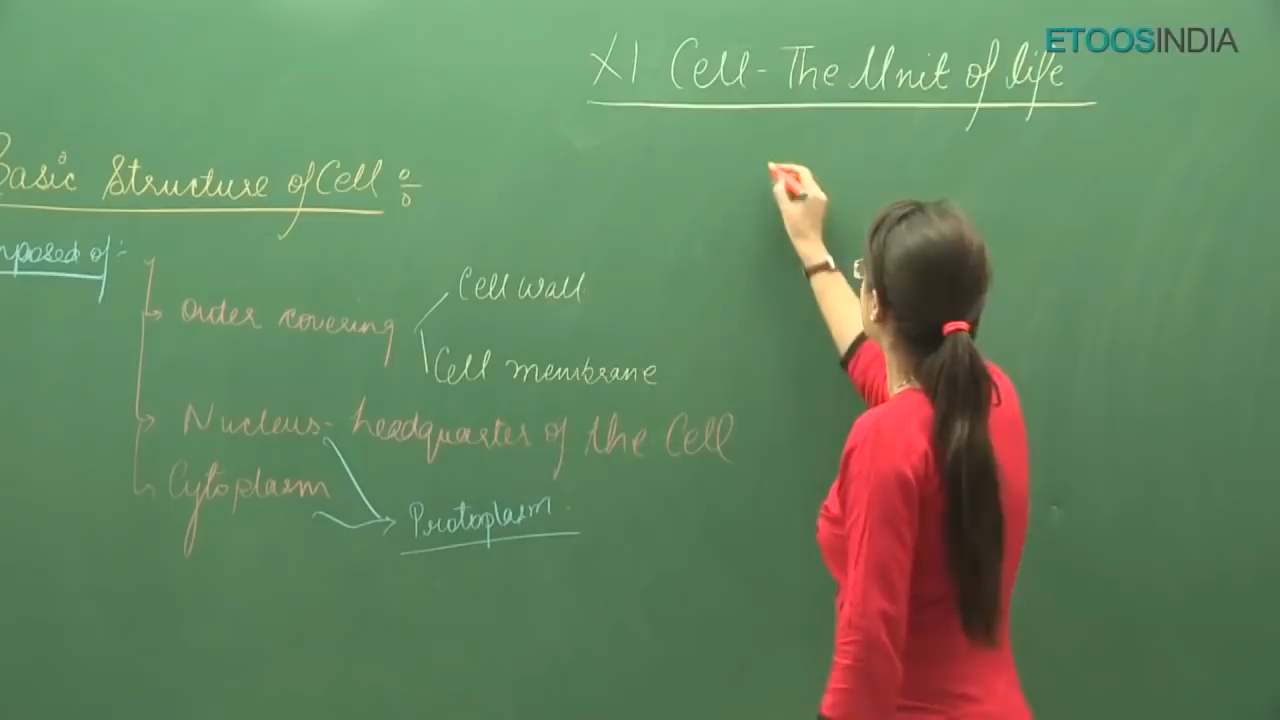 ETOOSINDIA
XI Cell - The Unit of life
Basic Structure of Cell ÷
mposed of :-
Outer covering
Cell wall
Cell membrane
Nucleus - headquarter of the Cell
Cytoplasm
Protoplasm